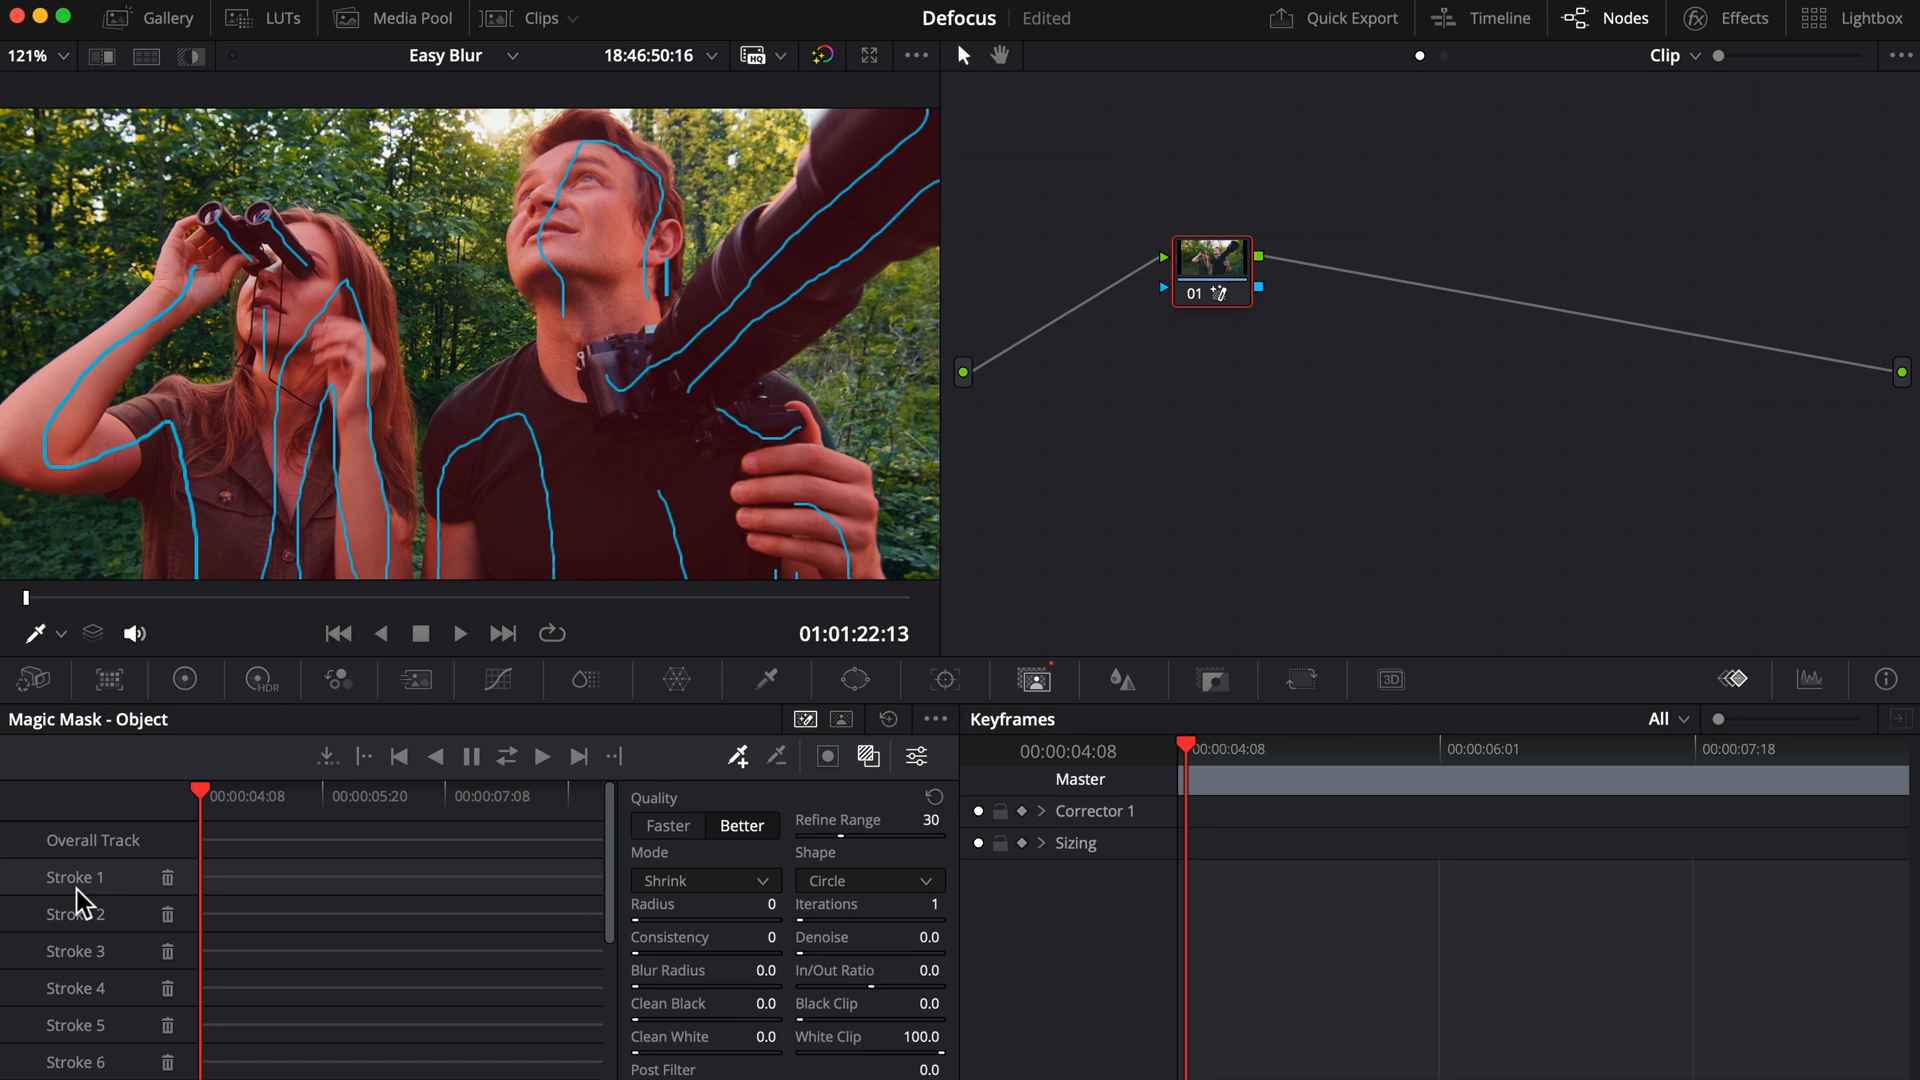 Gallery LUTs Media Pool Clips Defocus Edited Quick Export Timeline Nodes Effects Lightbox
121% Easy Blur 18:46:50:16 HQ Clip
01
01:01:22:13
HDR 3D
Magic Mask - Object
Keyframes All
00:00:04:08 00:00:04:08 00:00:06:01 00:00:07:18
Master
Corrector 1
Sizing
00:00:04:08 00:00:05:20 00:00:07:08
Overall Track
Stroke 1
Stroke 2
Stroke 3
Stroke 4
Stroke 5
Stroke 6
Quality
Faster Better Refine Range 30
Mode Shape
Shrink Circle
Radius 0 Iterations 1
Consistency 0 Denoise 0.0
Blur Radius 0.0 In/Out Ratio 0.0
Clean Black 0.0 Black Clip 0.0
Clean White 0.0 White Clip 100.0
Post Filter 0.0